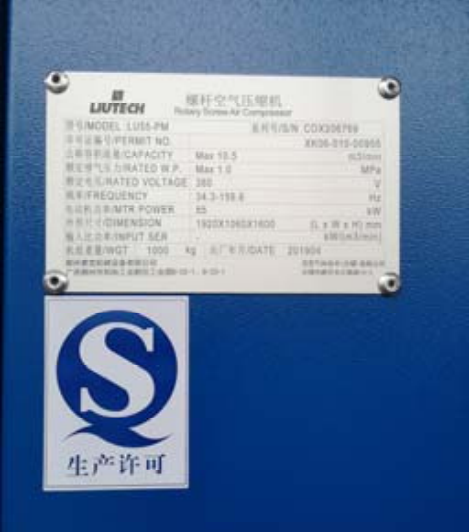 LIUTECH
螺杆空气压缩机
Rotary Screw Air Compressor
型号/MODEL LU55-PM 系列号/S/N COX306769
许可证编号/PERMIT NO. XK06-010-00905
公称容积流量/CAPACITY Max 10.5 m3/min
额定排气压力/RATED W.P. Max 1.0 MPa
额定电压/RATED VOLTAGE 380 V
频率/FREQUENCY 34.3-159.6 Hz
电动机功率/MTR POWER 55 kW
外形尺寸/DIMENSION 1920X1060X1600 (L x W x H) mm
输入比功率/INPUT SER - kW/(m3/min)
机组重量/WGT 1000 kg 出厂年月/DATE 201904
S
生产许可